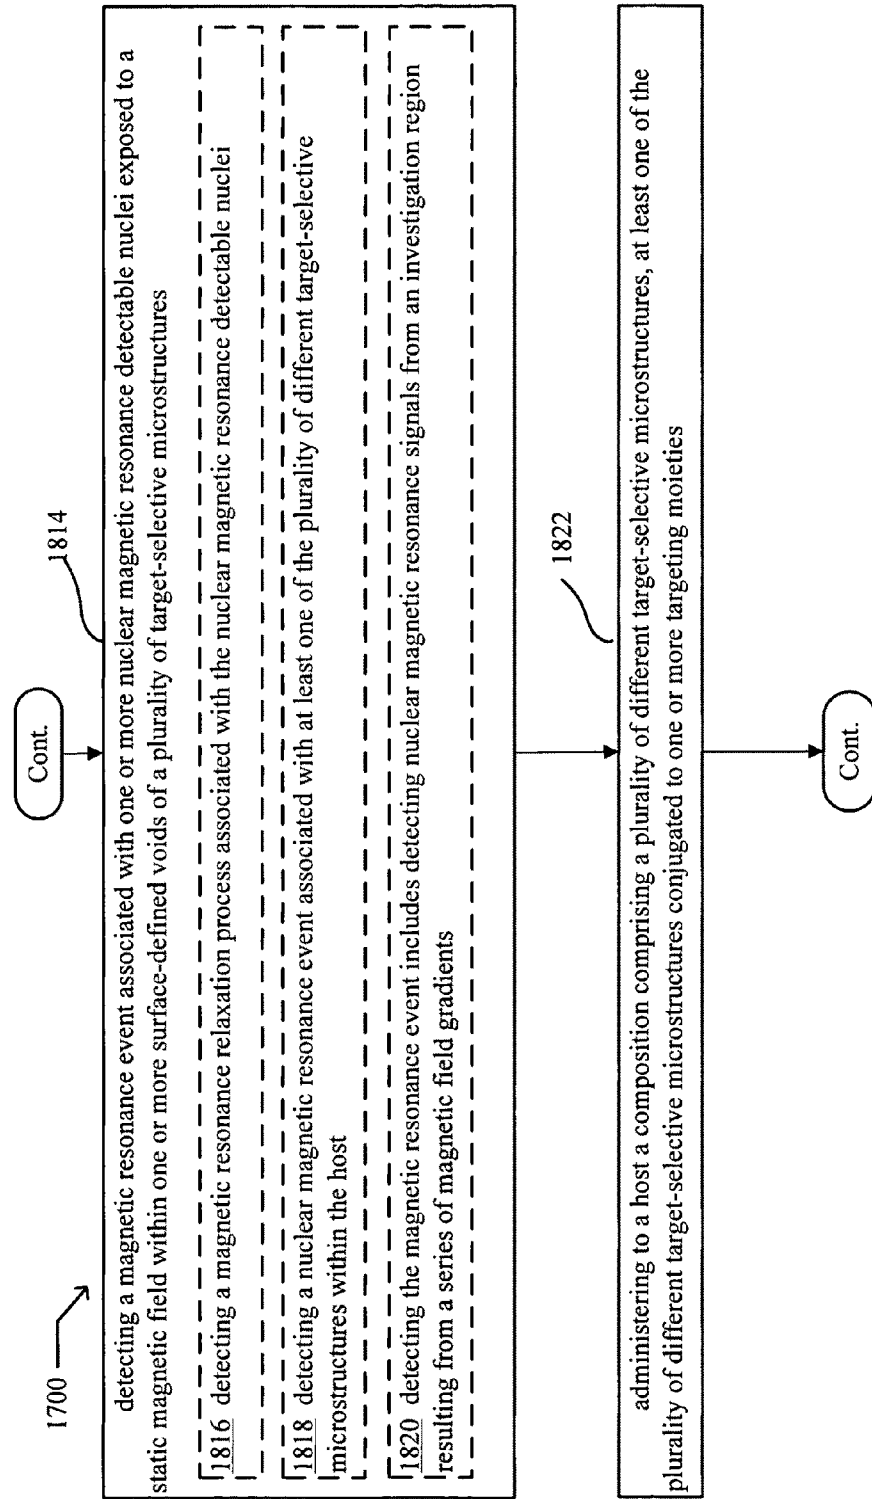 1700
Cont.
1814
detecting a magnetic resonance event associated with one or more nuclear magnetic resonance detectable nuclei exposed to a
static magnetic field within one or more surface-defined voids of a plurality of target-selective microstructures
1816 detecting a magnetic resonance relaxation process associated with the nuclear magnetic resonance detectable nuclei
1818 detecting a nuclear magnetic resonance event associated with at least one of the plurality of different target-selective
microstructures within the host
1820 detecting the magnetic resonance event includes detecting nuclear magnetic resonance signals from an investigation region
resulting from a series of magnetic field gradients
1822
administering to a host a composition comprising a plurality of different target-selective microstructures, at least one of the
plurality of different target-selective microstructures conjugated to one or more targeting moieties
Cont.